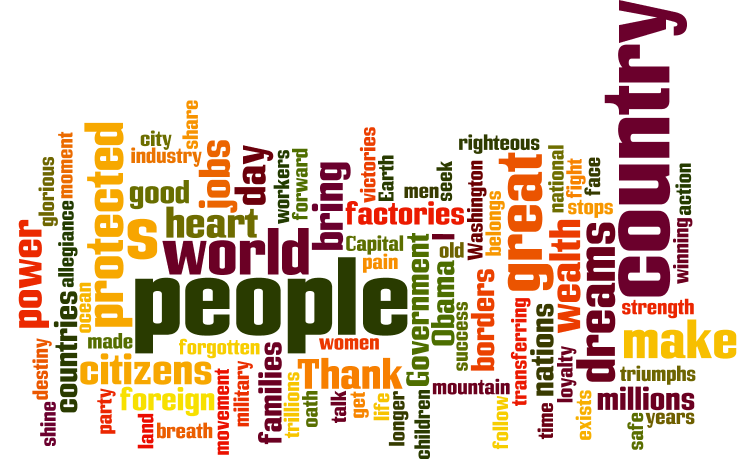 country
righteous
share
city
industry
moment
glorious
protected
jobs
day
workers
forward
victories
Earth
men
seek
Washington
belongs
great
national
fight
face
stops
action
winning
good
heart
bring
factories
power
allegiance
s
world
Capital
pain
Government
Obama
l
old
wealth
dreams
people
borders
success
transferring
nations
strength
ocean
countries
made
forgotten
women
make
destiny
citizens
families
Thank
mountain
loyalty
triumphs
shine
party
foreign
movement
military
trillions
oath
talk
get
life
longer
children
follow
time
exists
millions
safe
years
land
breath